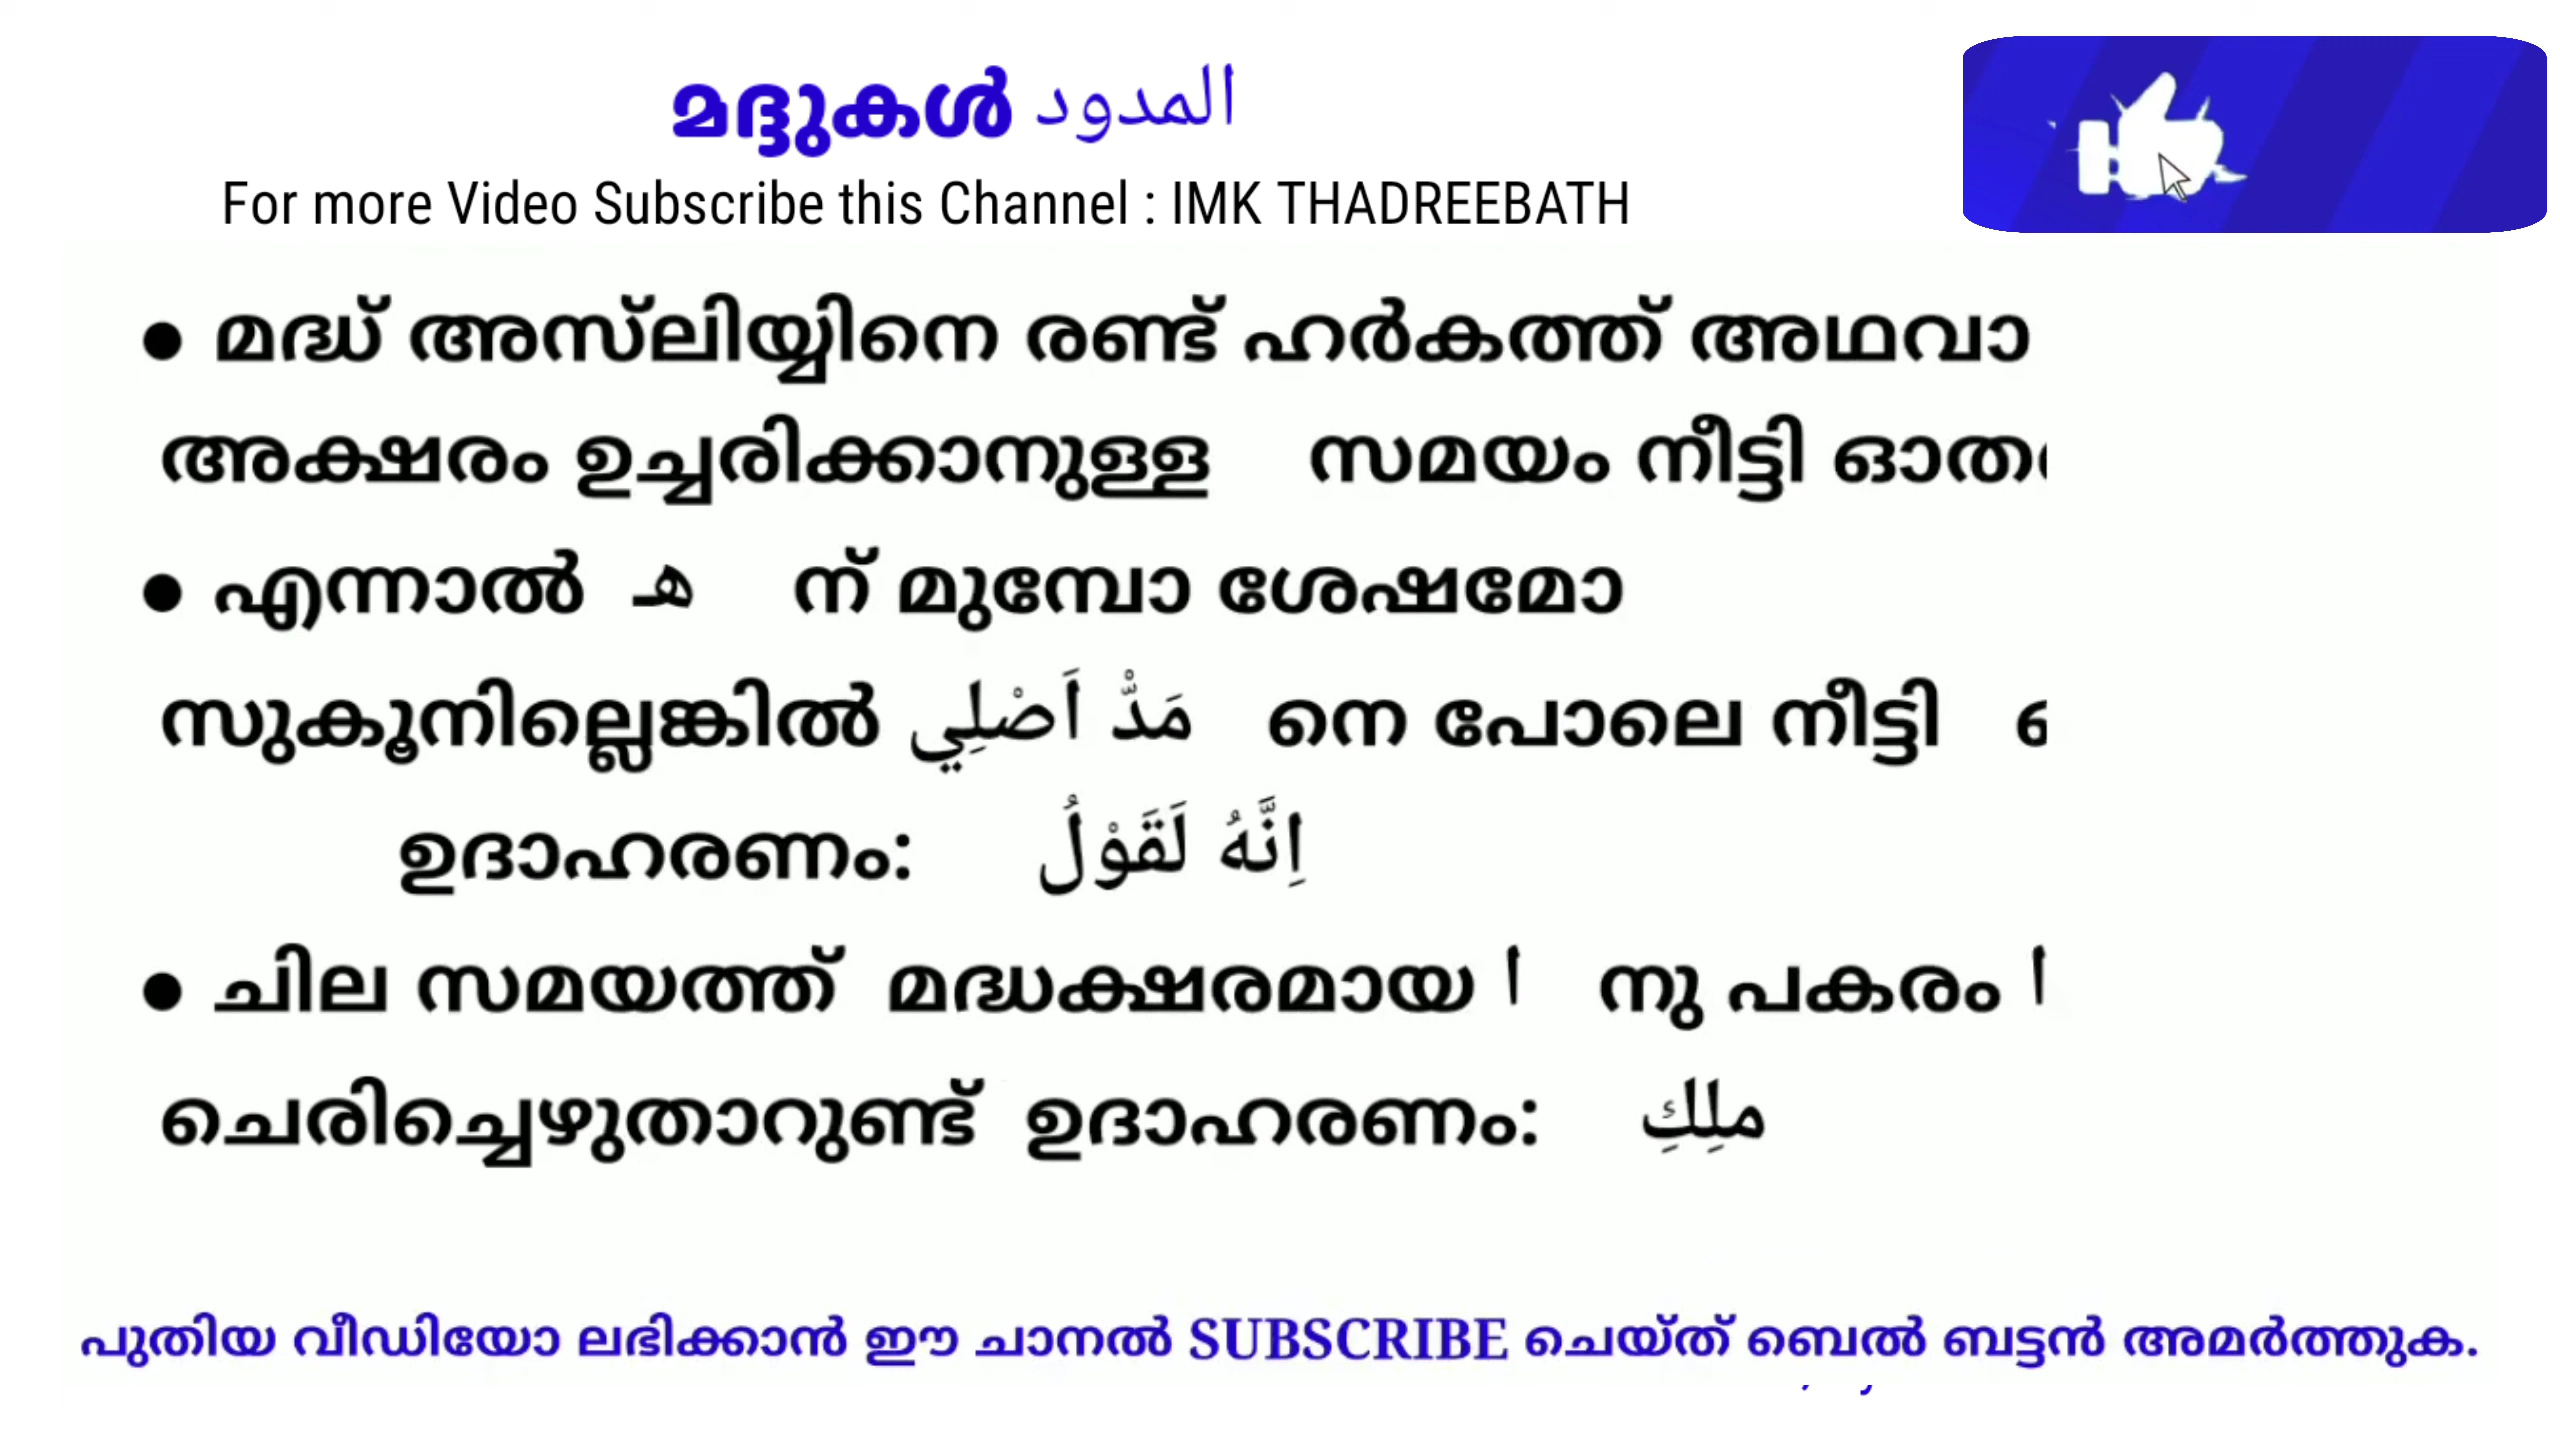 മദ്ദുകൾ المدود
For more Video Subscribe this Channel : IMK THADREEBATH
• മദ്ധ് അസ്‌ലിയ്യിനെ രണ്ട് ഹർകത്ത് അഥവാ
അക്ഷരം ഉച്ചരിക്കാനുള്ള സമയം നീട്ടി
• എന്നാൽ هـ ന് മുമ്പോ ശേഷമോ
സുകൂനില്ലെങ്കിൽ مَدّْ اَصْلِي നെ പോലെ നീട്ടി
ഉദാഹരണം: اِنَّهُ لَقَوْلُ
• ചില സമയത്ത് മദ്ധക്ഷരമായ ا നു പകരം ا
ചെരിച്ചെഴുതാറുണ്ട് ഉദാഹരണം: ملِكِ
പുതിയ വീഡിയോ ലഭിക്കാൻ ഈ ചാനൽ SUBSCRIBE ചെയ്ത് ബെൽ ബട്ടൻ അമർത്തുക.